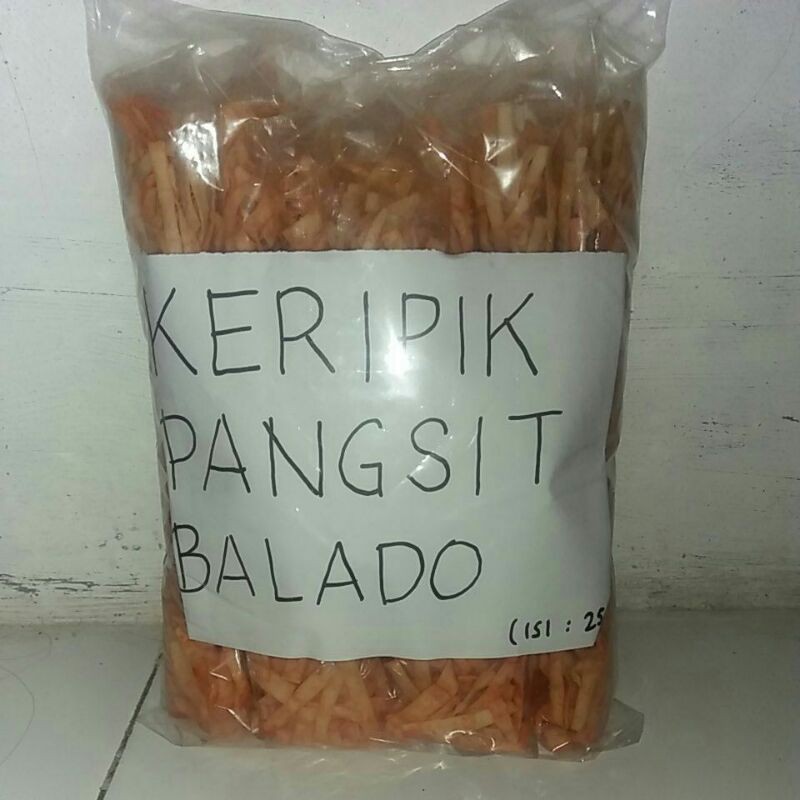 KERIPIK
PANGSIT
BALADO
(ISI : 25